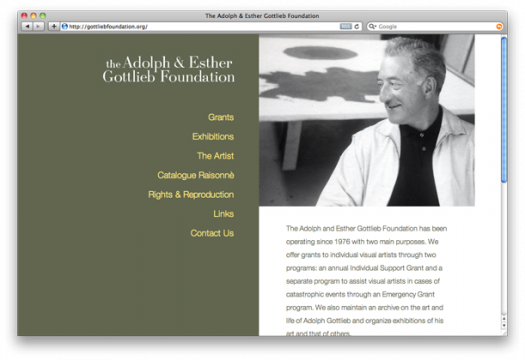 The Adolph & Esther Gottlieb Foundation
http://gottliebfoundation.org/
Google
the Adolph & Esther
Gottlieb Foundation
Grants
Exhibitions
The Artist
Catalogue Raisonnè
Rights & Reproduction
Links
Contact Us
The Adolph and Esther Gottlieb Foundation has been
operating since 1976 with two main purposes. We
offer grants to individual visual artists through two
programs: an annual Individual Support Grant and a
separate program to assist visual artists in cases of
catastrophic events through an Emergency Grant
program. We also maintain an archive on the art and
life of Adolph Gottlieb and organize exhibitions of his
art and that of others.